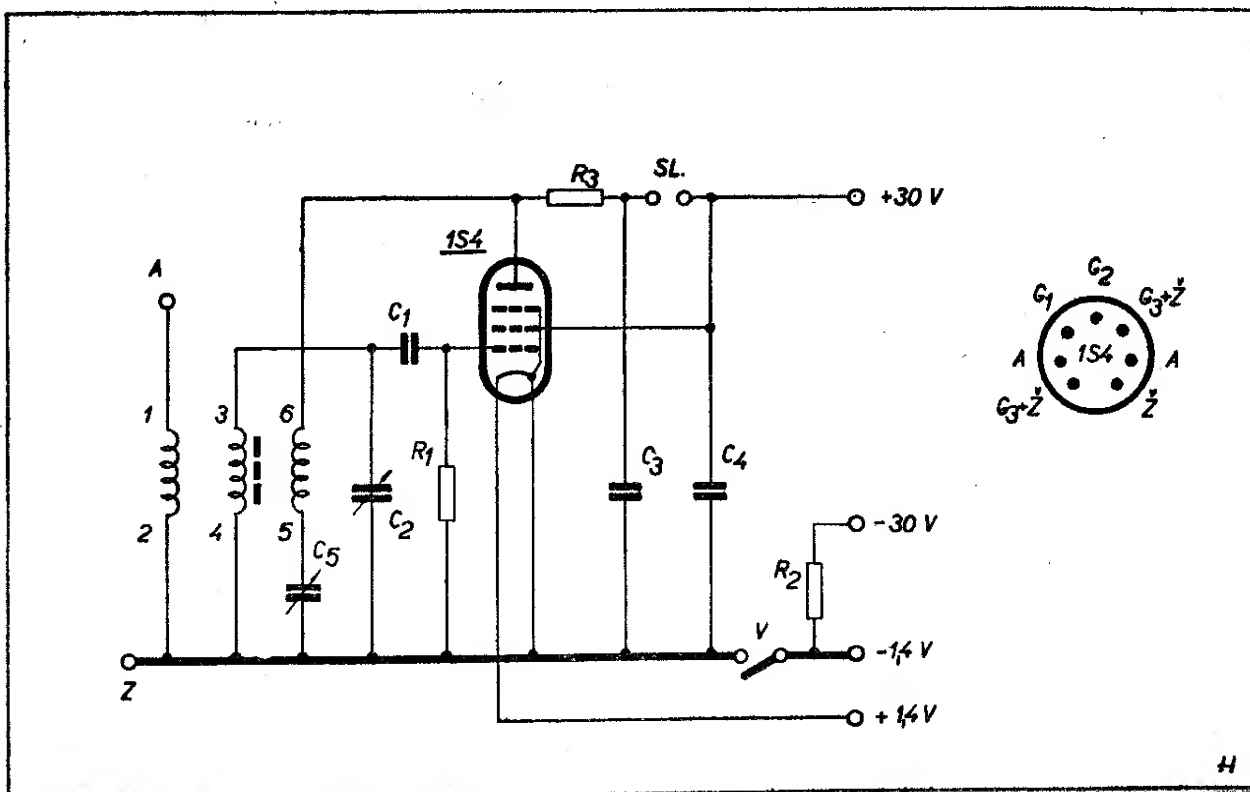 R3
SL.
+30 V
1S4
A
C1
G2
G1
G3+Ž
1S4
A
A
G3+Ž
Ž
1
3
6
R1
C3
C4
2
4
5
C2
C5
-30 V
R2
V
-1,4 V
Z
+1,4 V
H